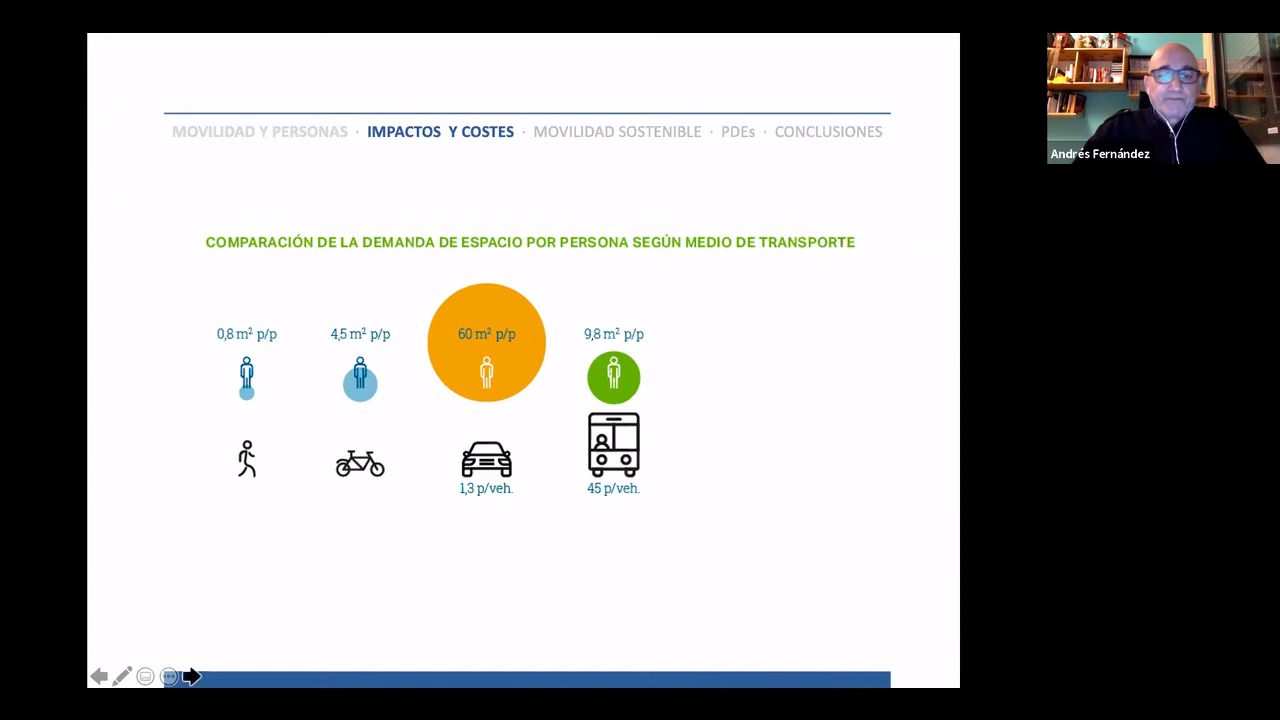 MOVILIDAD Y PERSONAS · IMPACTOS Y COSTES · MOVILIDAD SOSTENIBLE · PDEs · CONCLUSIONES
COMPARACIÓN DE LA DEMANDA DE ESPACIO POR PERSONA SEGÚN MEDIO DE TRANSPORTE
0,8 m² p/p
4,5 m² p/p
60 m² p/p
9,8 m² p/p
1,3 p/veh.
45 p/veh.
Andrés Fernández